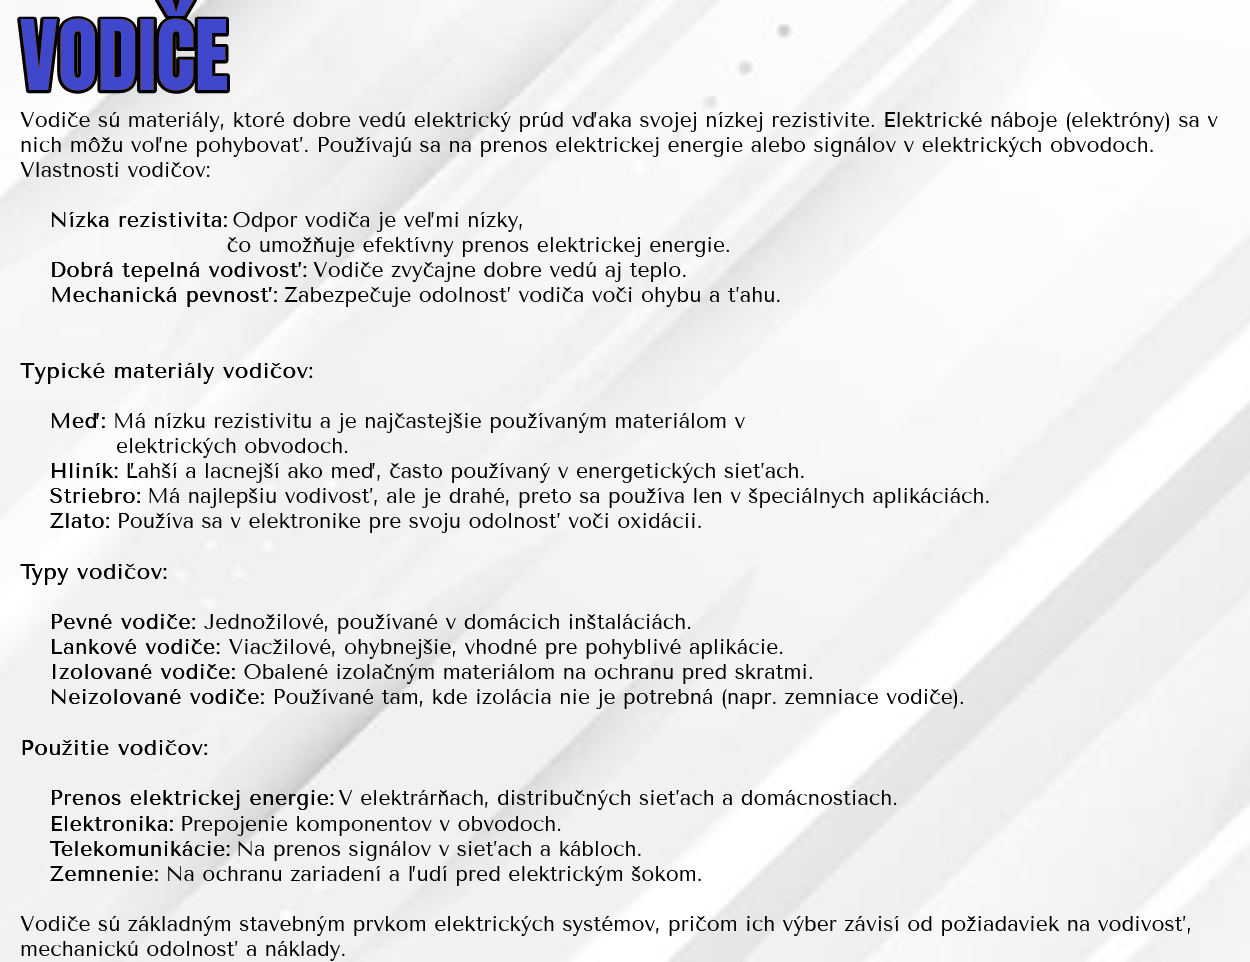 VODIČE
Vodiče sú materiály, ktoré dobre vedú elektrický prúd vďaka svojej nízkej rezistivite. Elektrické náboje (elektróny) sa v
nich môžu voľne pohybovať. Používajú sa na prenos elektrickej energie alebo signálov v elektrických obvodoch.
Vlastnosti vodičov:
Nízka rezistivita: Odpor vodiča je veľmi nízky,
čo umožňuje efektívny prenos elektrickej energie.
Dobrá tepelná vodivosť: Vodiče zvyčajne dobre vedú aj teplo.
Mechanická pevnosť: Zabezpečuje odolnosť vodiča voči ohybu a ťahu.
Typické materiály vodičov:
Meď: Má nízku rezistivitu a je najčastejšie používaným materiálom v
elektrických obvodoch.
Hliník: Ľahší a lacnejší ako meď, často používaný v energetických sieťach.
Striebro: Má najlepšiu vodivosť, ale je drahé, preto sa používa len v špeciálnych aplikáciách.
Zlato: Používa sa v elektronike pre svoju odolnosť voči oxidácii.
Typy vodičov:
Pevné vodiče: Jednožilové, používané v domácich inštaláciách.
Lankové vodiče: Viacžilové, ohybnejšie, vhodné pre pohyblivé aplikácie.
Izolované vodiče: Obalené izolačným materiálom na ochranu pred skratmi.
Neizolované vodiče: Používané tam, kde izolácia nie je potrebná (napr. zemniace vodiče).
Použitie vodičov:
Prenos elektrickej energie: V elektrárňach, distribučných sieťach a domácnostiach.
Elektronika: Prepojenie komponentov v obvodoch.
Telekomunikácie: Na prenos signálov v sieťach a kábloch.
Zemnenie: Na ochranu zariadení a ľudí pred elektrickým šokom.
Vodiče sú základným stavebným prvkom elektrických systémov, pričom ich výber závisí od požiadaviek na vodivosť,
mechanickú odolnosť a náklady.